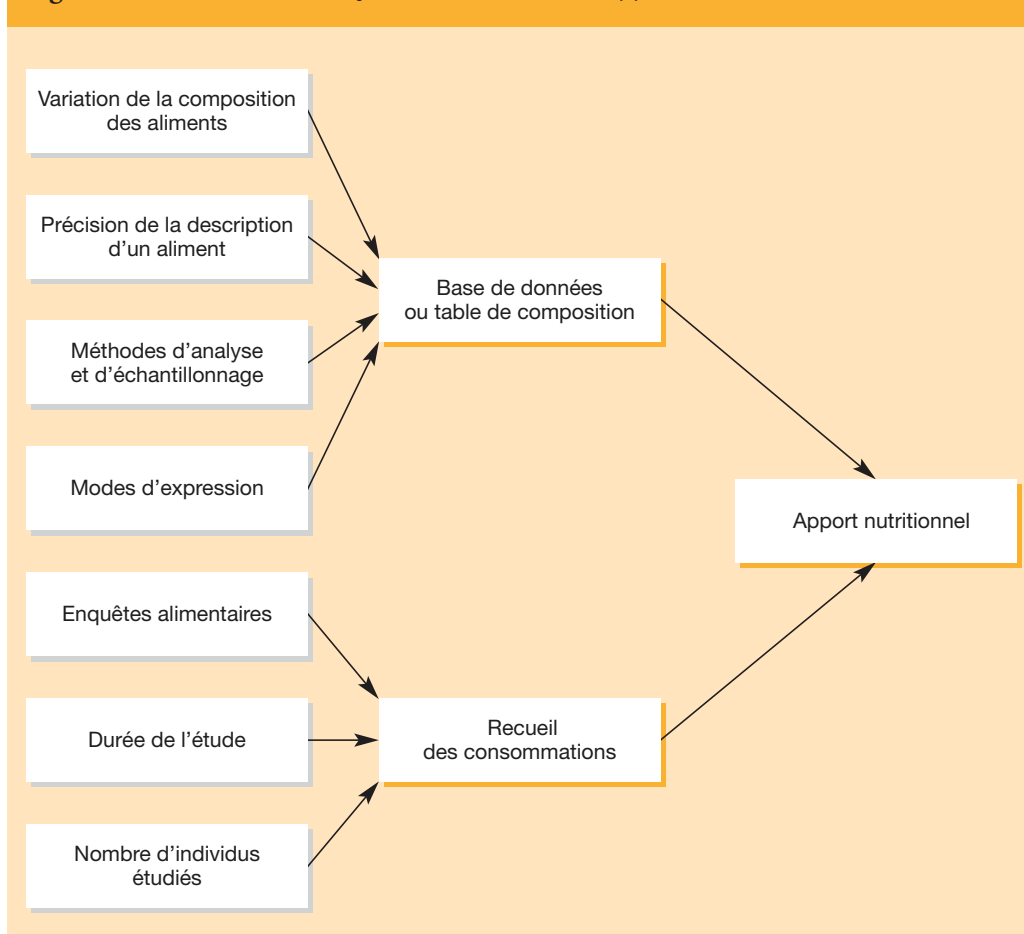 Variation de la composition
des aliments
Précision de la description
d'un aliment
Méthodes d'analyse
et d'échantillonnage
Modes d'expression
Enquêtes alimentaires
Durée de l'étude
Nombre d'individus
étudiés
Base de données
ou table de composition
Recueil
des consommations
Apport nutritionnel